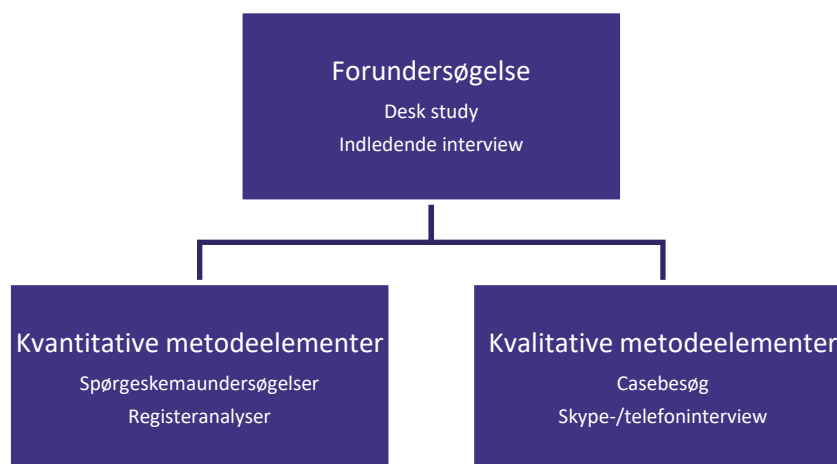 Forundersøgelse
Desk study
Indledende interview
Kvantitative metodeelementer
Spørgeskemaundersøgelser
Registeranalyser
Kvalitative metodeelementer
Casebesøg
Skype-/telefoninterview